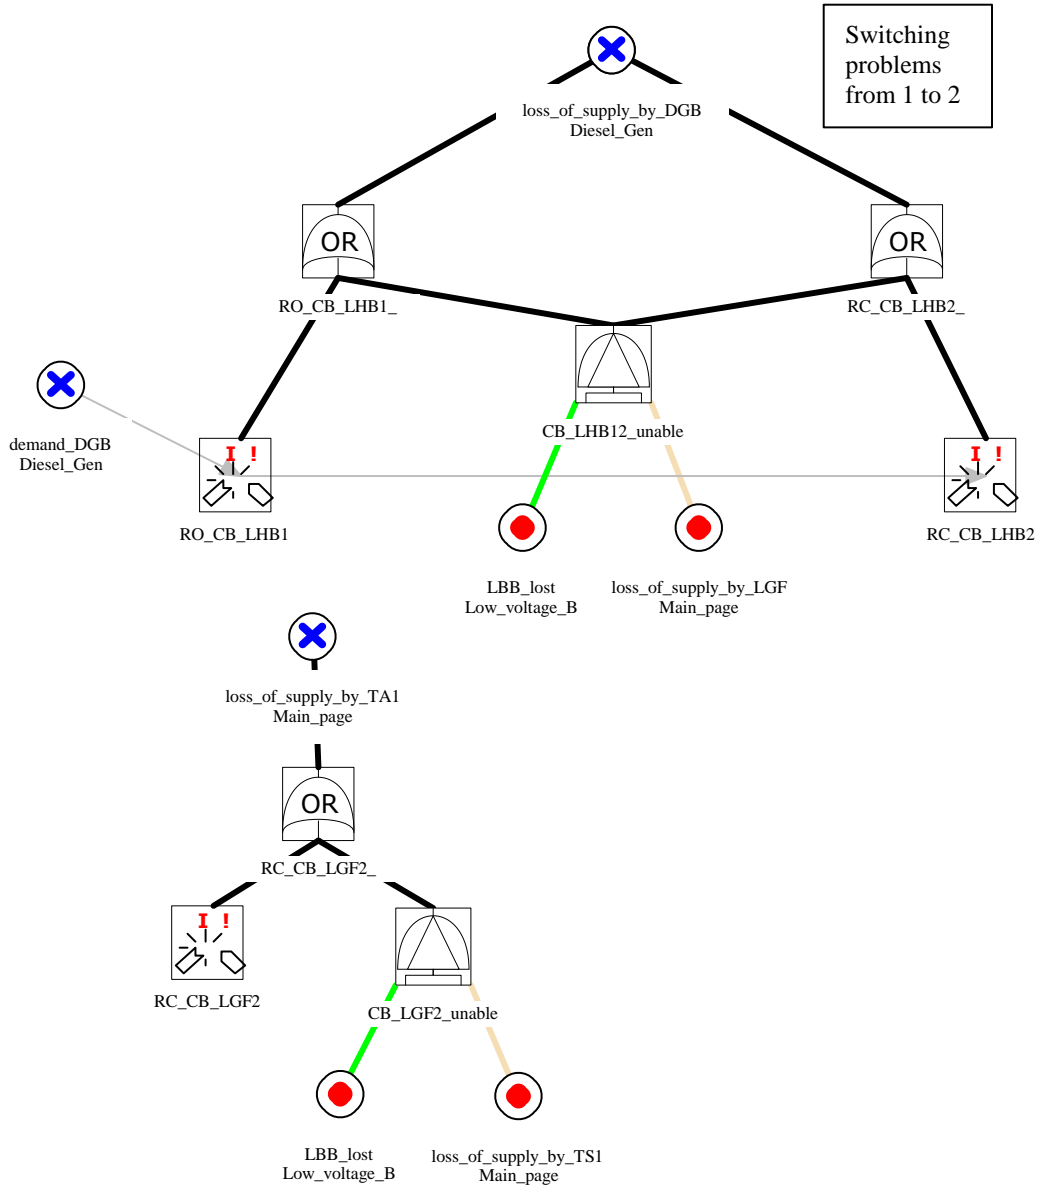 Switching
problems
from 1 to 2
loss_of_supply_by_DGB
Diesel_Gen
OR
OR
RO_CB_LHB1_
RC_CB_LHB2_
demand_DGB
Diesel_Gen
CB_LHB12_unable
I !
I !
RO_CB_LHB1
RC_CB_LHB2
LBB_lost
Low_voltage_B
loss_of_supply_by_LGF
Main_page
loss_of_supply_by_TA1
Main_page
OR
RC_CB_LGF2_
I !
RC_CB_LGF2
CB_LGF2_unable
LBB_lost
Low_voltage_B
loss_of_supply_by_TS1
Main_page